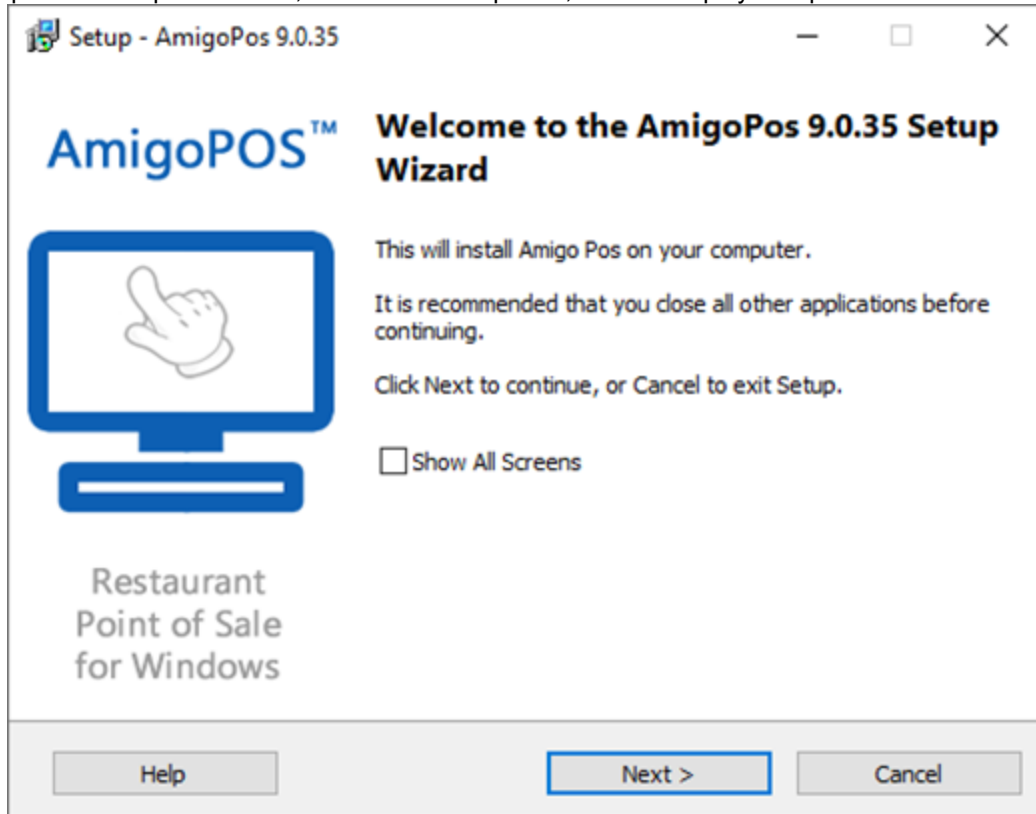 Setup - AmigoPos 9.0.35
AmigoPOS™
Welcome to the AmigoPos 9.0.35 Setup
Wizard
This will install Amigo Pos on your computer.
It is recommended that you close all other applications before
continuing.
Click Next to continue, or Cancel to exit Setup.
Show All Screens
Restaurant
Point of Sale
for Windows
Help
Next >
Cancel